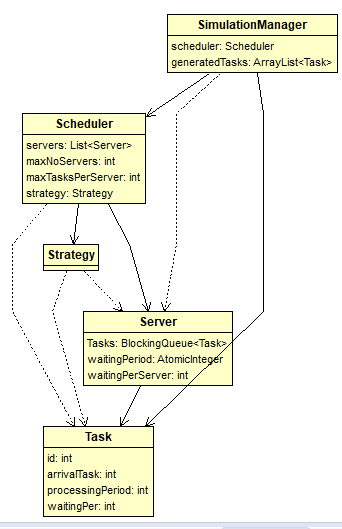 SimulationManager
scheduler: Scheduler
generatedTasks: ArrayList<Task>
Scheduler
servers: List<Server>
maxNoServers: int
maxTasksPerServer: int
strategy: Strategy
Strategy
Server
Tasks: BlockingQueue<Task>
waitingPeriod: AtomicInteger
waitingPerServer: int
Task
id: int
arrivalTask: int
processingPeriod: int
waitingPer: int